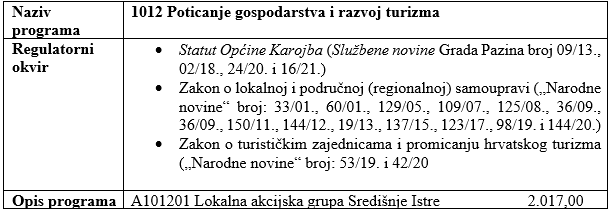 Naziv programa 1012 Poticanje gospodarstva i razvoj turizma
Regulatorni okvir
• Statut Općine Karojba (Službene novine Grada Pazina broj 09/13.,
02/18., 24/20. i 16/21.)
• Zakon o lokalnoj i područnoj (regionalnoj) samoupravi („Narodne
novine“ broj: 33/01., 60/01., 129/05., 109/07., 125/08., 36/09.,
36/09., 150/11., 144/12., 19/13., 137/15., 123/17., 98/19. i 144/20.)
• Zakon o turističkim zajednicama i promicanju hrvatskog turizma
(„Narodne novine“ broj: 53/19. i 42/20
Opis programa A101201 Lokalna akcijska grupa Središnje Istre 2.017,00